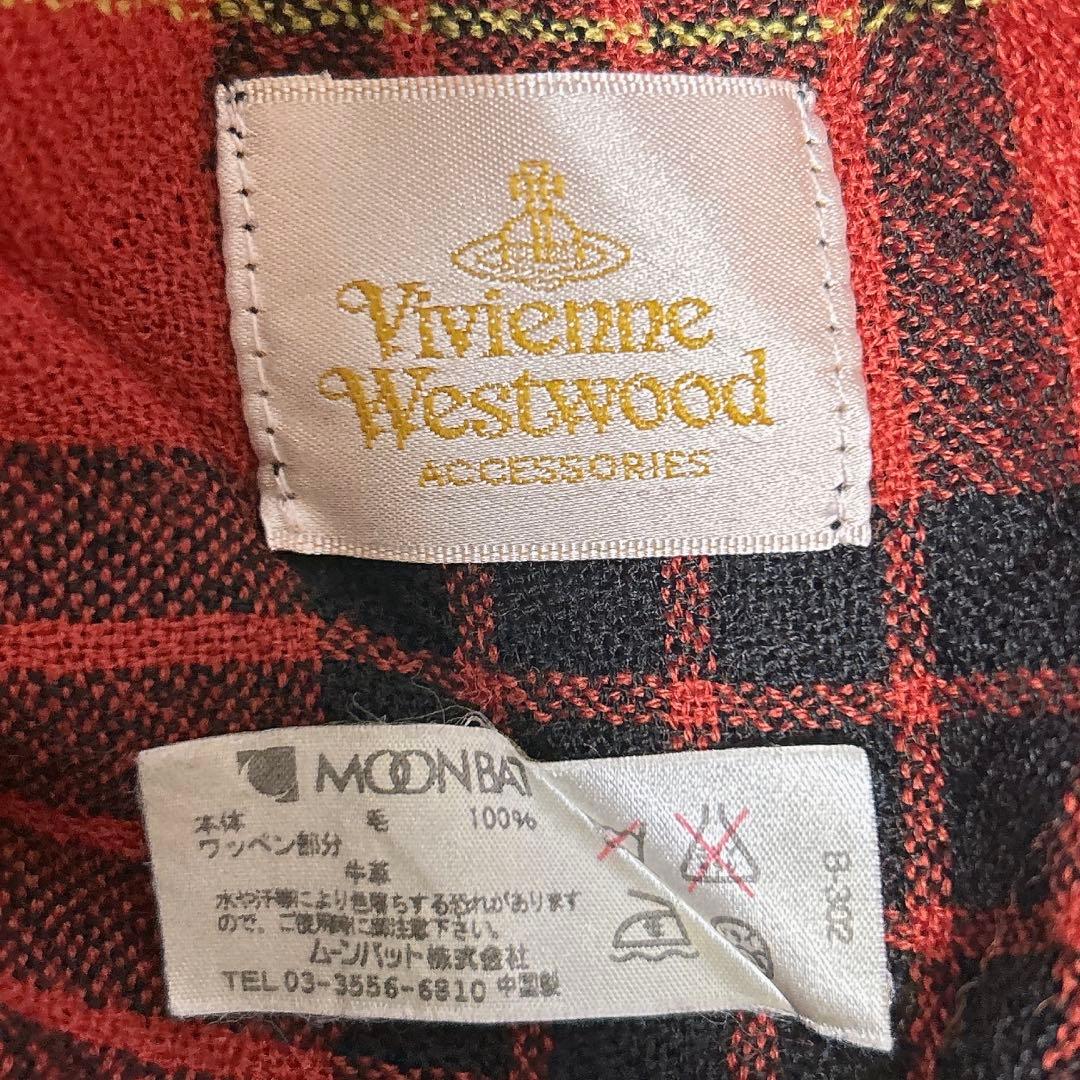 Vivienne
Westwood
ACCESSORIES
MOONBAT
本体 毛 100%
ワッペン部分
牛革
水や汗等により色落ちする恐れがあります
ので、ご使用時に御注意下さい。
ムーンバット株式会社
TEL 03-3556-6810 中国製
B-302